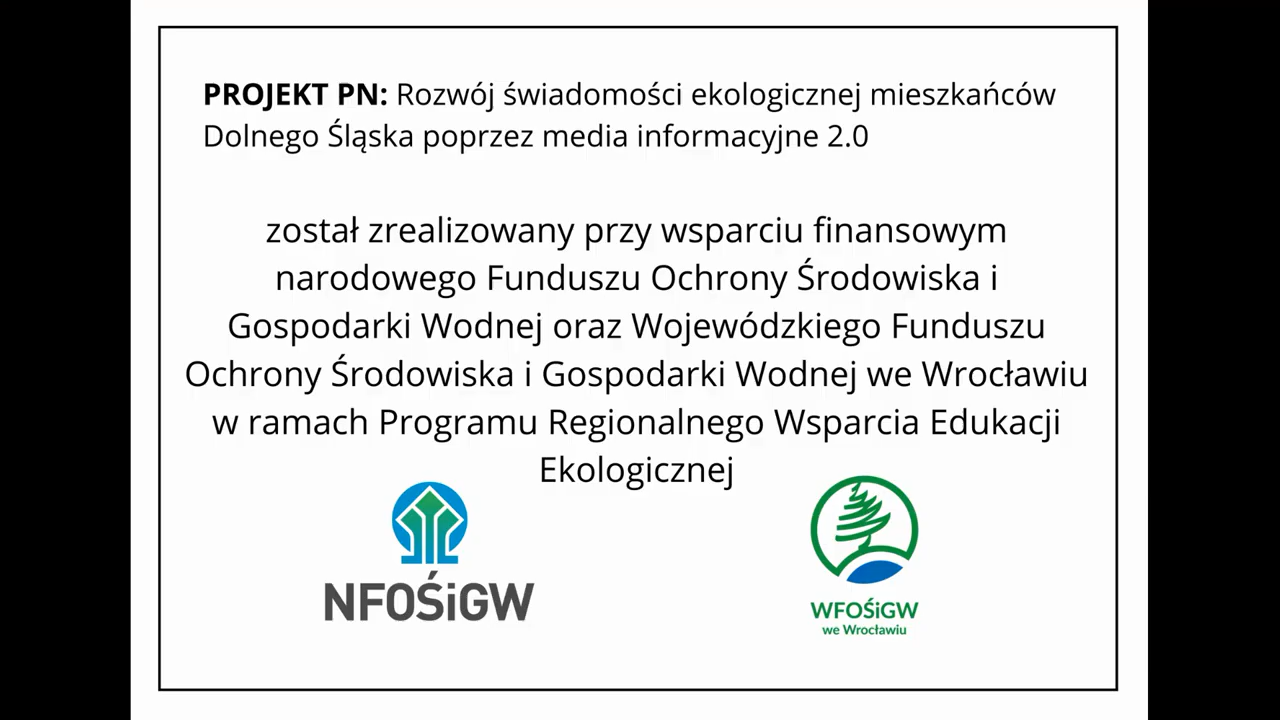 PROJEKT PN: Rozwój świadomości ekologicznej mieszkańców
Dolnego Śląska poprzez media informacyjne 2.0
został zrealizowany przy wsparciu finansowym
narodowego Funduszu Ochrony Środowiska i
Gospodarki Wodnej oraz Wojewódzkiego Funduszu
Ochrony Środowiska i Gospodarki Wodnej we Wrocławiu
w ramach Programu Regionalnego Wsparcia Edukacji
Ekologicznej
NFOŚiGW
WFOŚiGW
we Wrocławiu